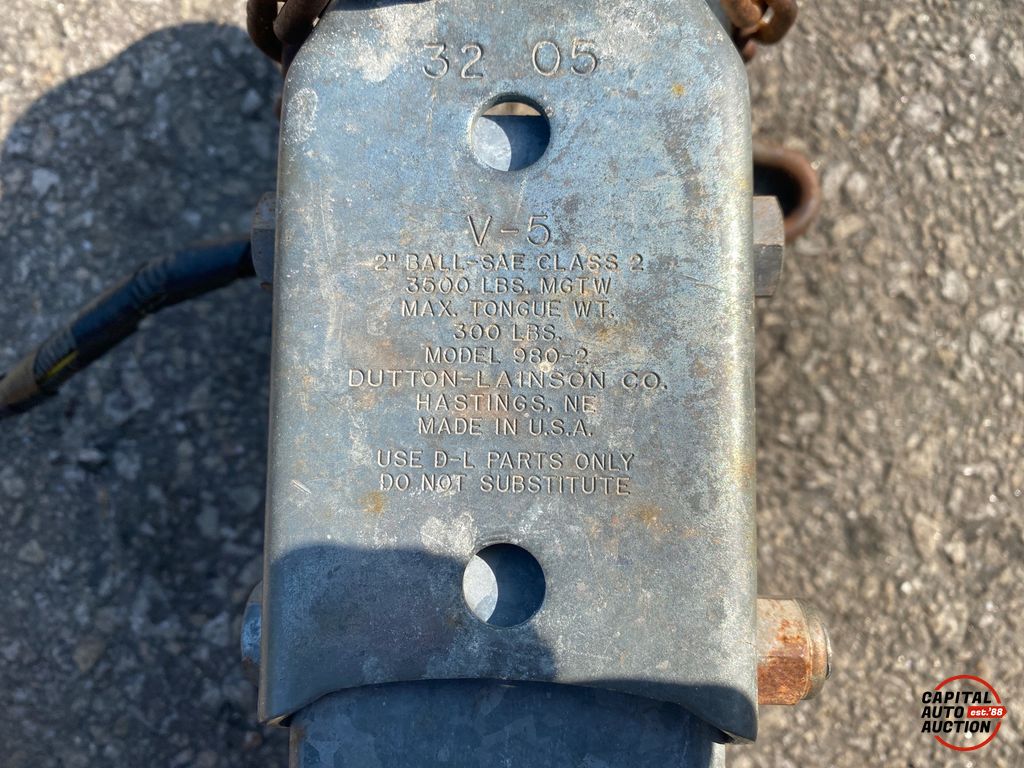 32 05
V-5
2" BALL-SAE CLASS 2
3500 LBS. MGTW
MAX. TONGUE WT.
300 LBS.
MODEL 980-2
DUTTON-LAINSON CO.
HASTINGS, NE
MADE IN U.S.A.
USE D-L PARTS ONLY
DO NOT SUBSTITUTE
CAPITAL
AUTO est.'88
AUCTION